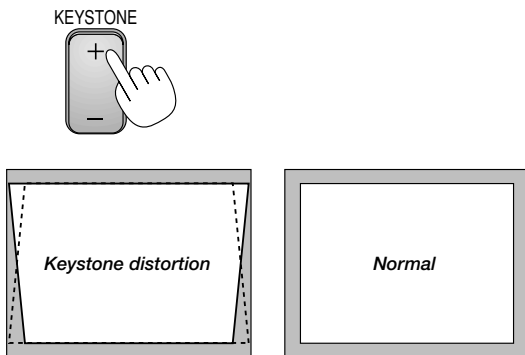 KEYSTONE
+
−
Keystone distortion
Normal